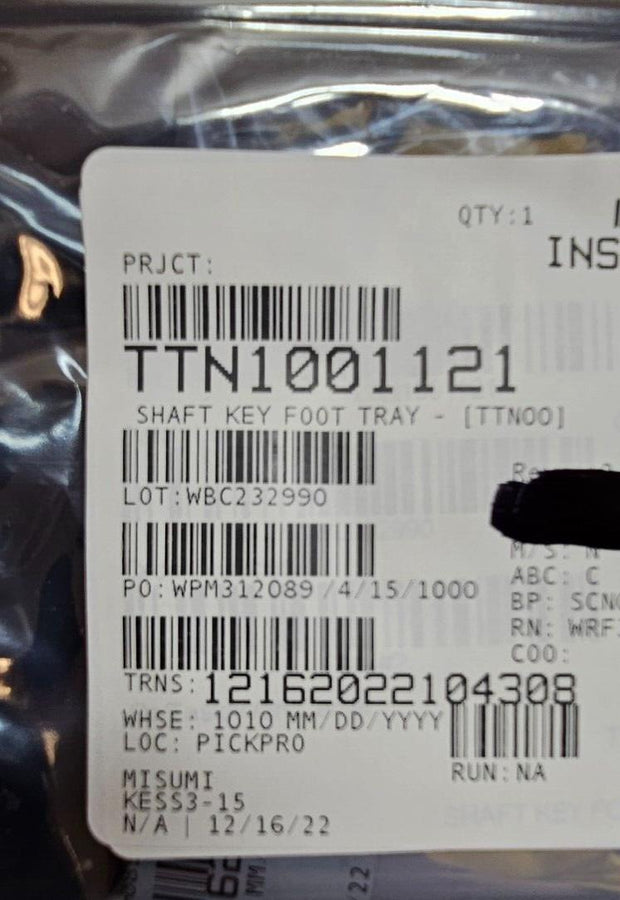 QTY:1
INS
PRJCT:
TTN1001121
SHAFT KEY FOOT TRAY - [TTN00]
LOT:WBC232990
PO:WPM312089/4/15/1000
M/S: N
ABC: C
BP: SCN
RN: WRF
COO:
TRNS:12162022104308
WHSE: 1010 MM/DD/YYYY
LOC: PICKPRO
RUN:NA
MISUMI
KESS3-15
N/A | 12/16/22